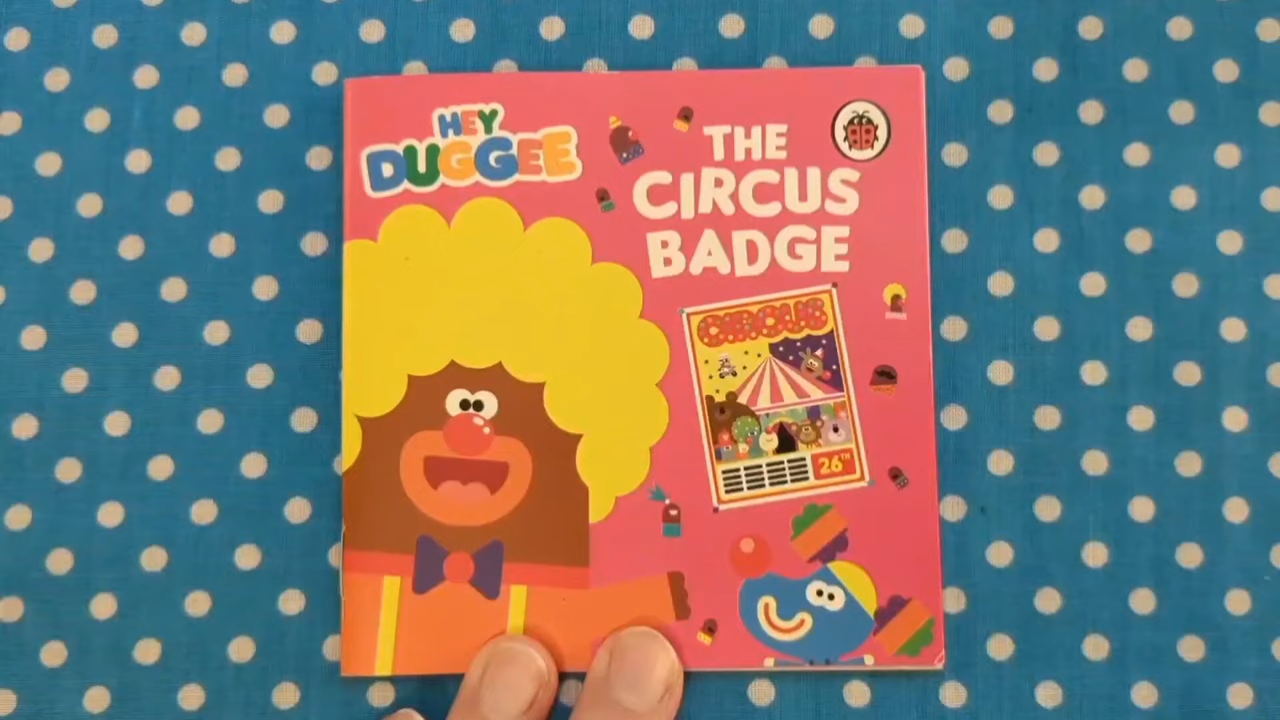 HEY
DUGGEE
THE
CIRCUS
BADGE
CIRCUS
26TH